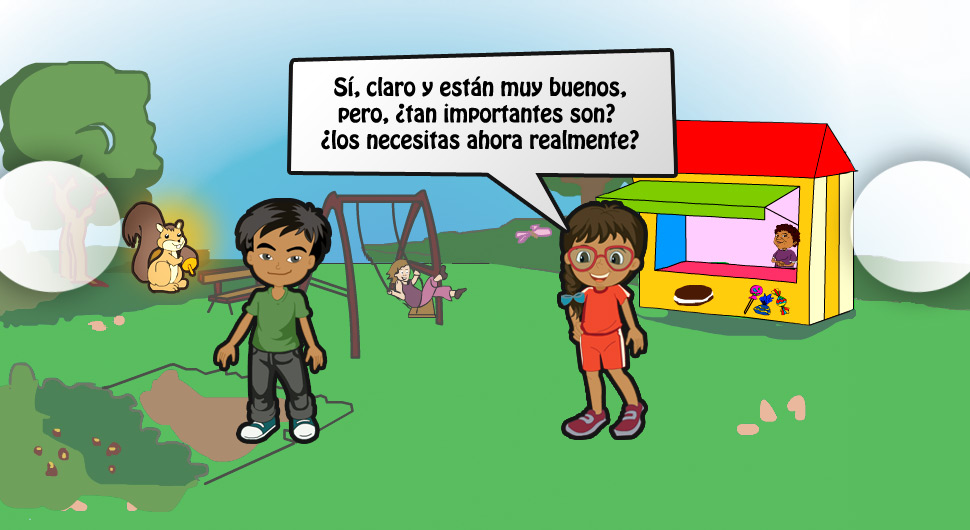 Sí, claro y están muy buenos,
pero, ¿tan importantes son?
¿los necesitas ahora realmente?